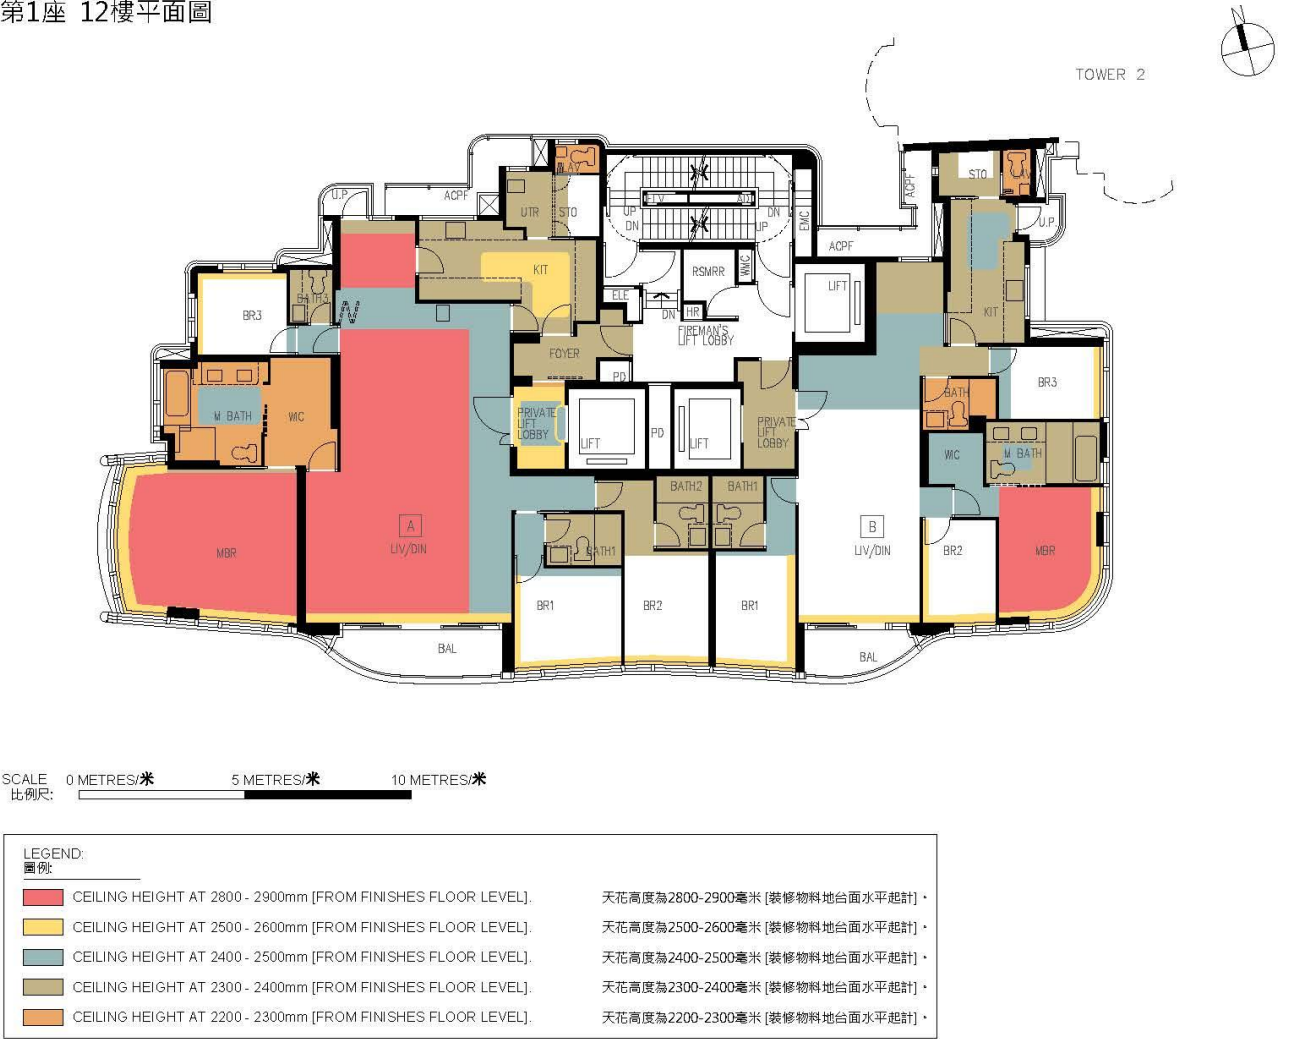 第1座 12樓平面圖
TOWER 2
U.P
ACPF
LAV
UTR
STO
UP
DN
FTV
AD
DN
UP
EMC
ACPF
ACPF
STO
LAV
U.P
KIT
RSMRR
WMC
LIFT
KIT
BR3
BATH3
ELE
HR
DN
FIREMAN'S
LIFT LOBBY
FOYER
PD
BR3
M BATH
WIC
PRIVATE
LIFT
LOBBY
LIFT
PD
LIFT
PRIVATE
LIFT
LOBBY
BATH
WIC
M BATH
BATH2
BATH1
A
LIV/DIN
MBR
BATH1
B
LIV/DIN
BR2
MBR
BR1
BR2
BR1
BAL
BAL
SCALE 0 METRES/米 5 METRES/米 10 METRES/米
比例尺:
LEGEND:
圖例:
CEILING HEIGHT AT 2800 - 2900mm [FROM FINISHES FLOOR LEVEL]. 天花高度為2800-2900毫米 [裝修物料地台面水平起計]。
CEILING HEIGHT AT 2500 - 2600mm [FROM FINISHES FLOOR LEVEL]. 天花高度為2500-2600毫米 [裝修物料地台面水平起計]。
CEILING HEIGHT AT 2400 - 2500mm [FROM FINISHES FLOOR LEVEL]. 天花高度為2400-2500毫米 [裝修物料地台面水平起計]。
CEILING HEIGHT AT 2300 - 2400mm [FROM FINISHES FLOOR LEVEL]. 天花高度為2300-2400毫米 [裝修物料地台面水平起計]。
CEILING HEIGHT AT 2200 - 2300mm [FROM FINISHES FLOOR LEVEL]. 天花高度為2200-2300毫米 [裝修物料地台面水平起計]。